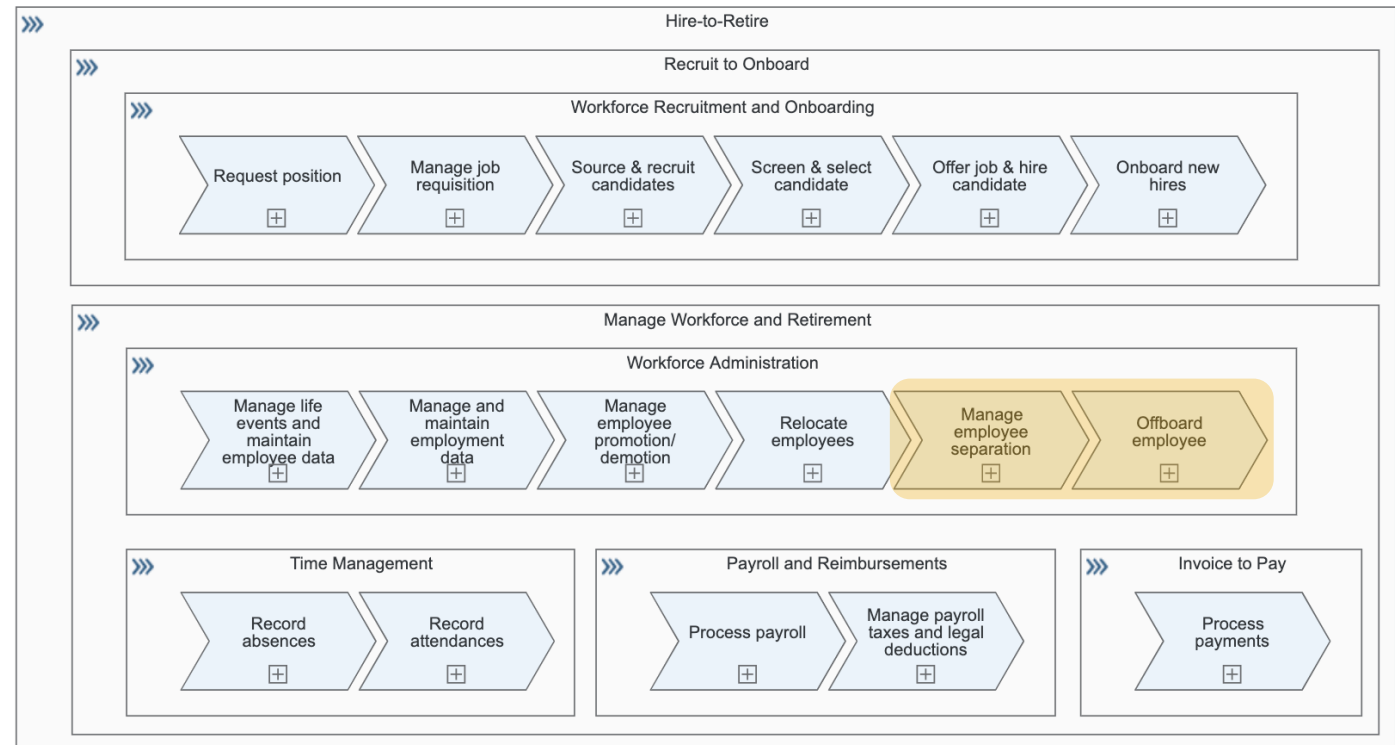 Hire-to-Retire
Recruit to Onboard
Workforce Recruitment and Onboarding
Request position
Manage job
requisition
Source & recruit
candidates
Screen & select
candidate
Offer job & hire
candidate
Onboard new
hires
Manage Workforce and Retirement
Workforce Administration
Manage life
events and
maintain
employee data
Manage and
maintain
employment
data
Manage
employee
promotion/
demotion
Relocate
employees
Manage
employee
separation
Offboard
employee
Time Management
Record
absences
Record
attendances
Payroll and Reimbursements
Process payroll
Manage payroll
taxes and legal
deductions
Invoice to Pay
Process
payments